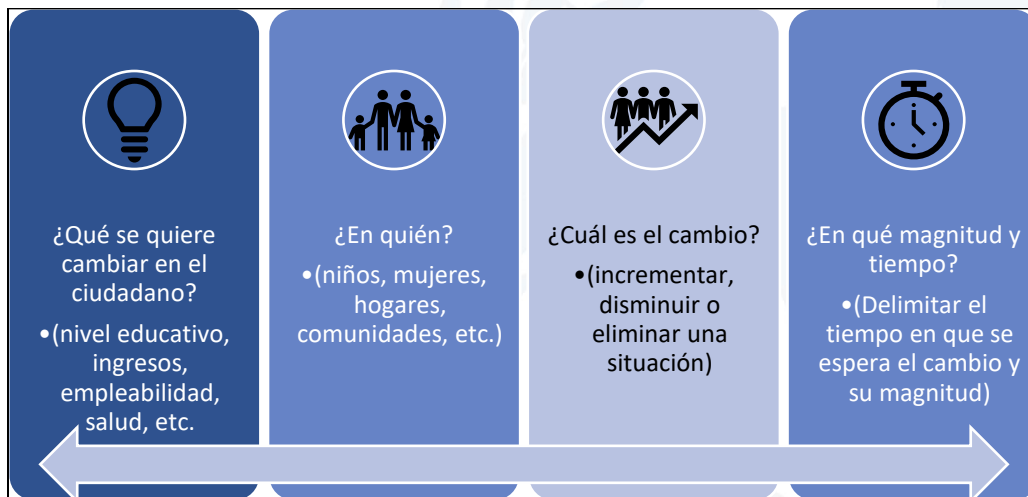 ¿Qué se quiere
cambiar en el
ciudadano?
•(nivel educativo,
ingresos,
empleabilidad,
salud, etc.
¿En quién?
•(niños, mujeres,
hogares,
comunidades, etc.)
¿Cuál es el cambio?
•(incrementar,
disminuir o
eliminar una
situación)
¿En qué magnitud y
tiempo?
•(Delimitar el
tiempo en que se
espera el cambio y
su magnitud)